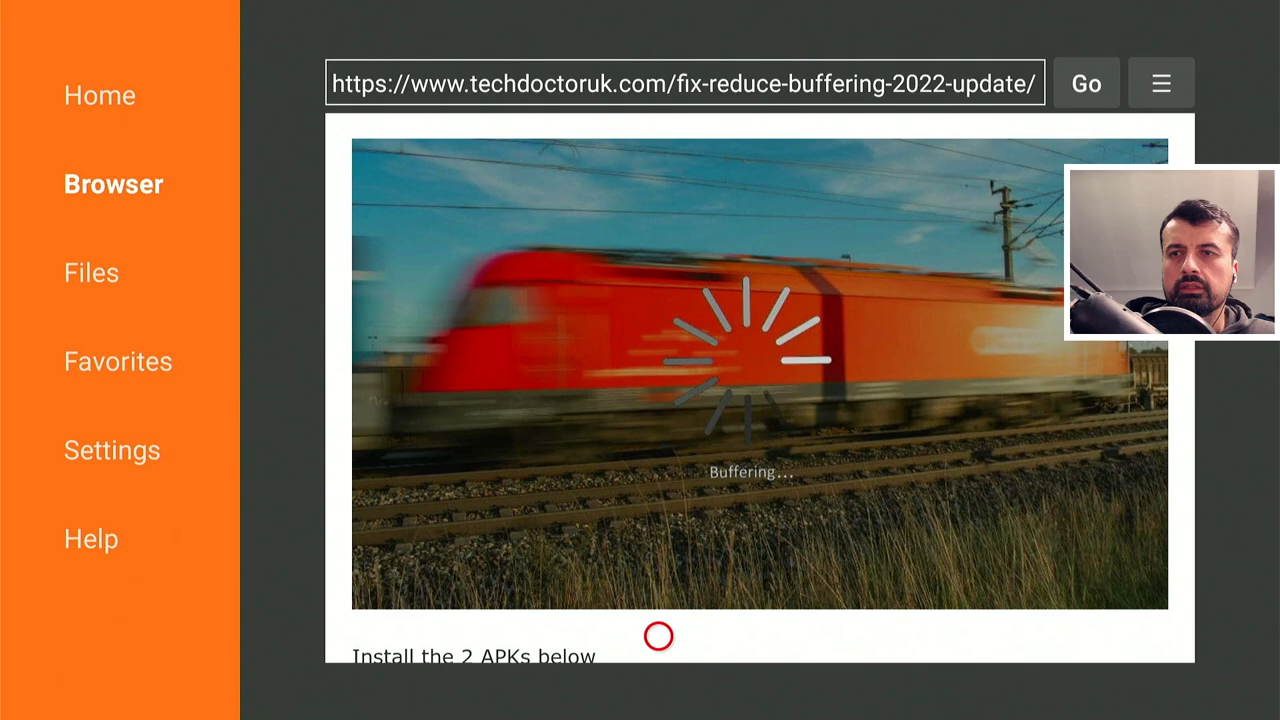 Home
Browser
Files
Favorites
Settings
Help
https://www.techdoctoruk.com/fix-reduce-buffering-2022-update/
Go
Buffering...
Install the 2 APKs below